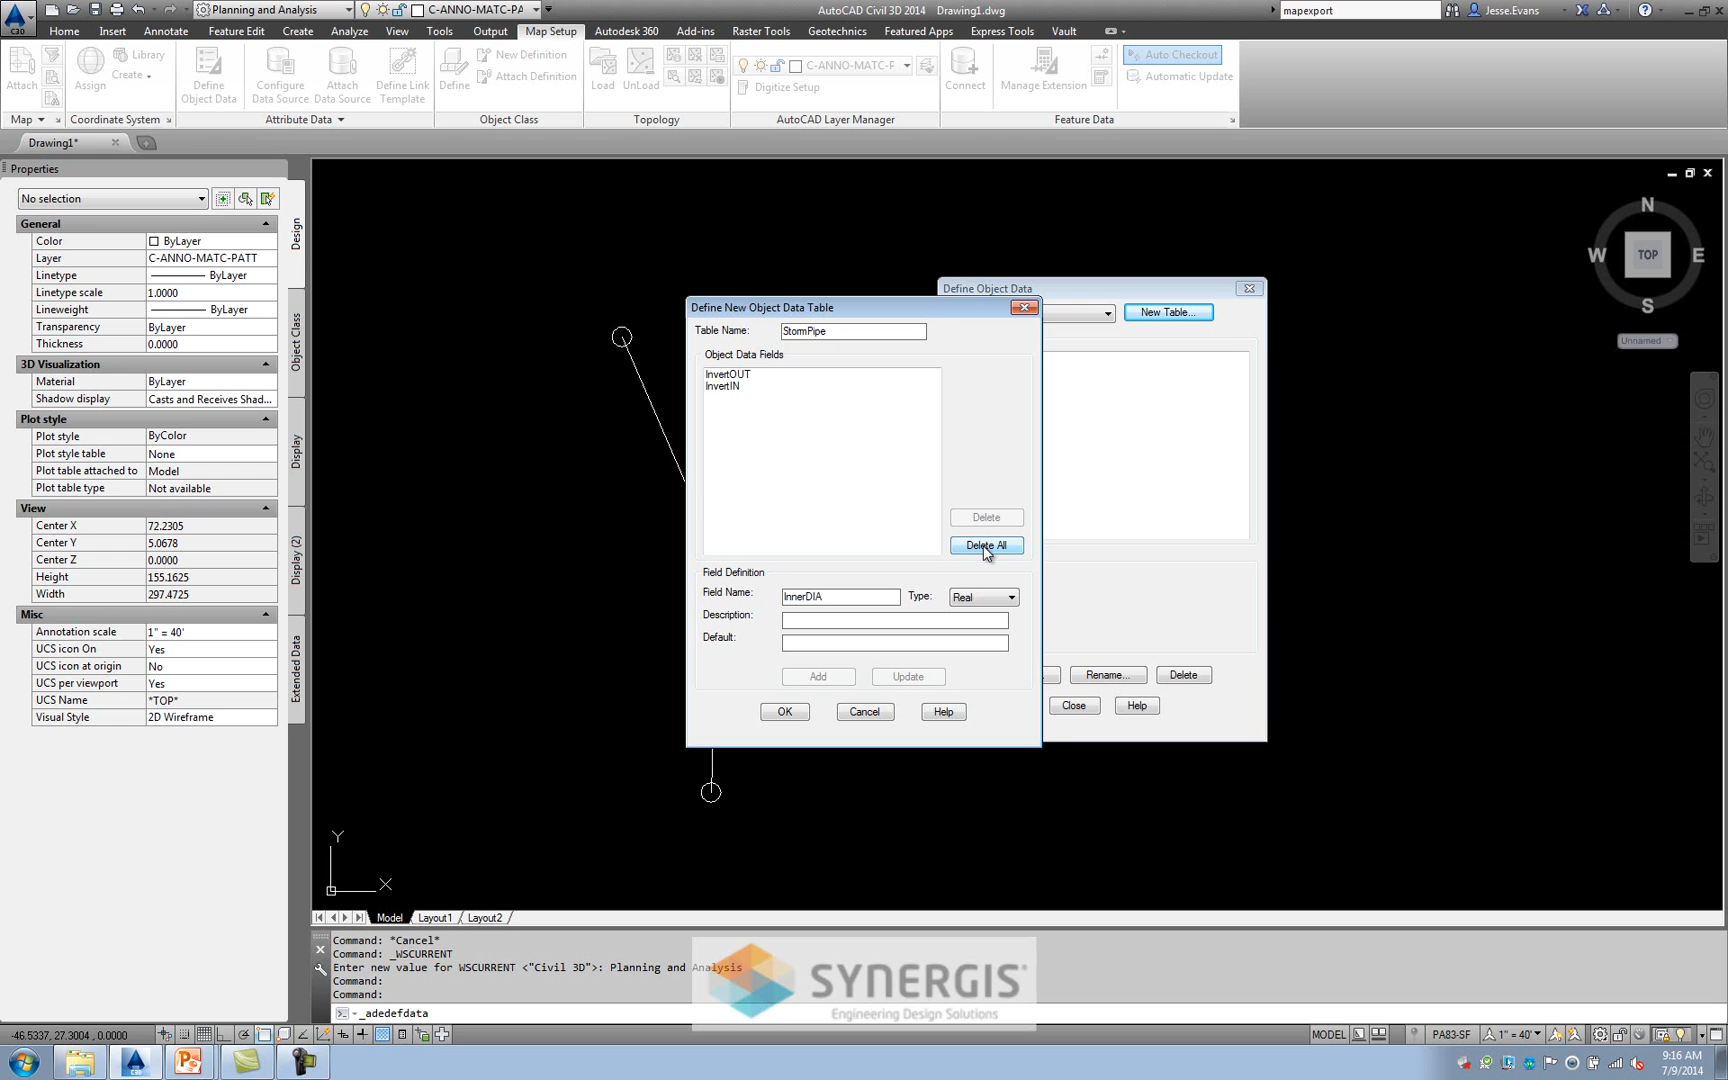 Planning and Analysis
C-ANNO-MATC-PA
AutoCAD Civil 3D 2014 Drawing1.dwg
mapexport
Jesse.Evans
Home Insert Annotate Feature Edit Create Analyze View Tools Output Map Setup Autodesk 360 Add-ins Raster Tools Geotechnics Featured Apps Express Tools Vault
Attach
Library
Create
Assign
Define Object Data
Configure Data Source
Attach Data Source
Define Link Template
Define
New Definition
Attach Definition
Load
UnLoad
C-ANNO-MATC-F
Digitize Setup
Connect
Manage Extension
Auto Checkout
Automatic Update
Map Coordinate System Attribute Data Object Class Topology AutoCAD Layer Manager Feature Data
Drawing1*
Properties
No selection
General
Color ByLayer
Layer C-ANNO-MATC-PATT
Linetype ByLayer
Linetype scale 1.0000
Lineweight ByLayer
Transparency ByLayer
Thickness 0.0000
3D Visualization
Material ByLayer
Shadow display Casts and Receives Shad...
Plot style
Plot style ByColor
Plot style table None
Plot table attached to Model
Plot table type Not available
View
Center X 72.2305
Center Y 5.0678
Center Z 0.0000
Height 155.1625
Width 297.4725
Misc
Annotation scale 1" = 40'
UCS icon On Yes
UCS icon at origin No
UCS per viewport Yes
UCS Name *TOP*
Visual Style 2D Wireframe
Design
Object Class
Display
Display (2)
Extended Data
Define Object Data
New Table...
Rename... Delete
Close Help
Define New Object Data Table
Table Name: StormPipe
Object Data Fields
InvertOUT
InvertIN
Delete
Delete All
Field Definition
Field Name: InnerDIA Type: Real
Description:
Default:
Add Update
OK Cancel Help
N
W TOP E
S
Unnamed
Y
X
Model Layout1 Layout2
Command: *Cancel*
Command: _WSCURRENT
Enter new value for WSCURRENT <"Civil 3D">: Planning and Analysis
Command:
Command:
_adedefdata
SYNERGIS
Engineering Design Solutions
-46.5337, 27.3004 , 0.0000
MODEL
PA83-SF
1" = 40'
9:16 AM
7/9/2014